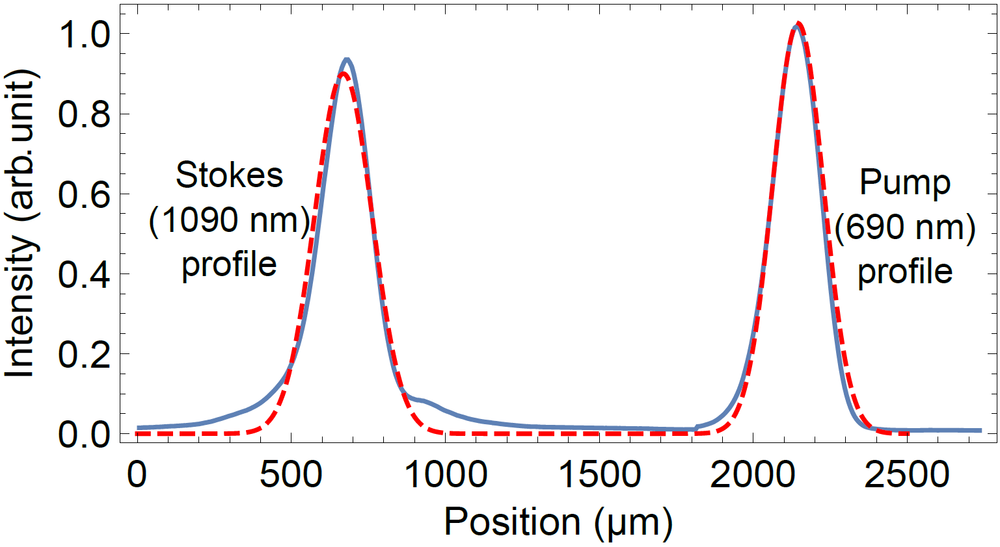 Intensity (arb. unit)
1.0
0.8
0.6
0.4
0.2
0.0
Stokes
(1090 nm)
profile
Pump
(690 nm)
profile
0 500 1000 1500 2000 2500
Position (μm)